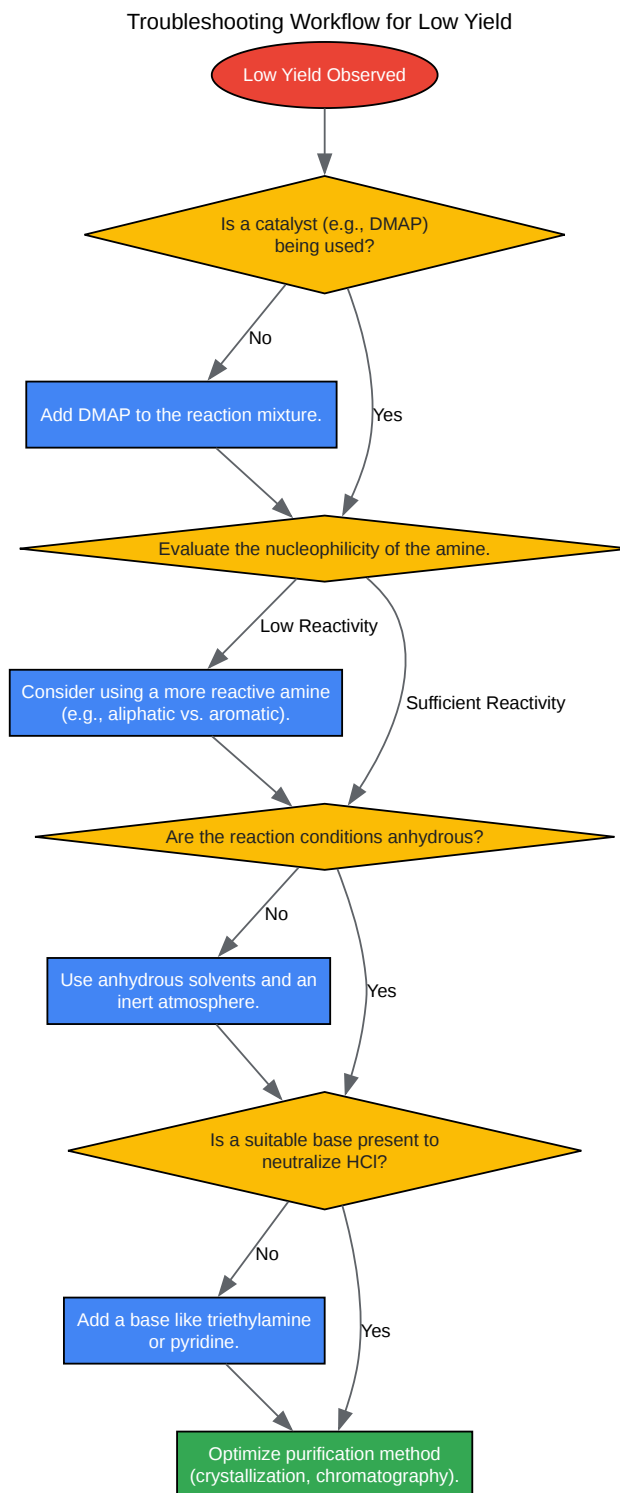 Troubleshooting Workflow for Low Yield
Low Yield Observed
Is a catalyst (e.g., DMAP)
being used?
No
Add DMAP to the reaction mixture.
Yes
Evaluate the nucleophilicity of the amine.
Low Reactivity
Consider using a more reactive amine
(e.g., aliphatic vs. aromatic).
Sufficient Reactivity
Are the reaction conditions anhydrous?
No
Use anhydrous solvents and an
inert atmosphere.
Yes
Is a suitable base present to
neutralize HCl?
No
Add a base like triethylamine
or pyridine.
Yes
Optimize purification method
(crystallization, chromatography).